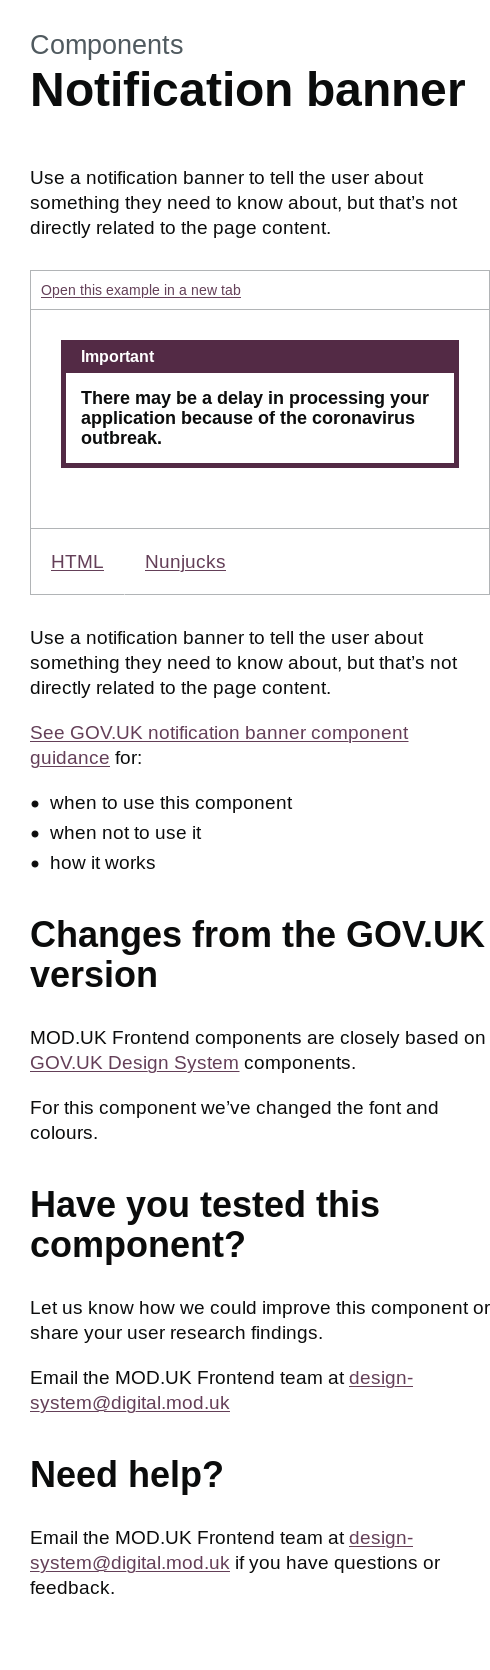 Components
Notification banner
Use a notification banner to tell the user about
something they need to know about, but that’s not
directly related to the page content.
Open this example in a new tab
Important
There may be a delay in processing your
application because of the coronavirus
outbreak.
HTML Nunjucks
Use a notification banner to tell the user about
something they need to know about, but that’s not
directly related to the page content.
See GOV.UK notification banner component
guidance for:
• when to use this component
• when not to use it
• how it works
Changes from the GOV.UK
version
MOD.UK Frontend components are closely based on
GOV.UK Design System components.
For this component we’ve changed the font and
colours.
Have you tested this
component?
Let us know how we could improve this component or
share your user research findings.
Email the MOD.UK Frontend team at design-
system@digital.mod.uk
Need help?
Email the MOD.UK Frontend team at design-
system@digital.mod.uk if you have questions or
feedback.